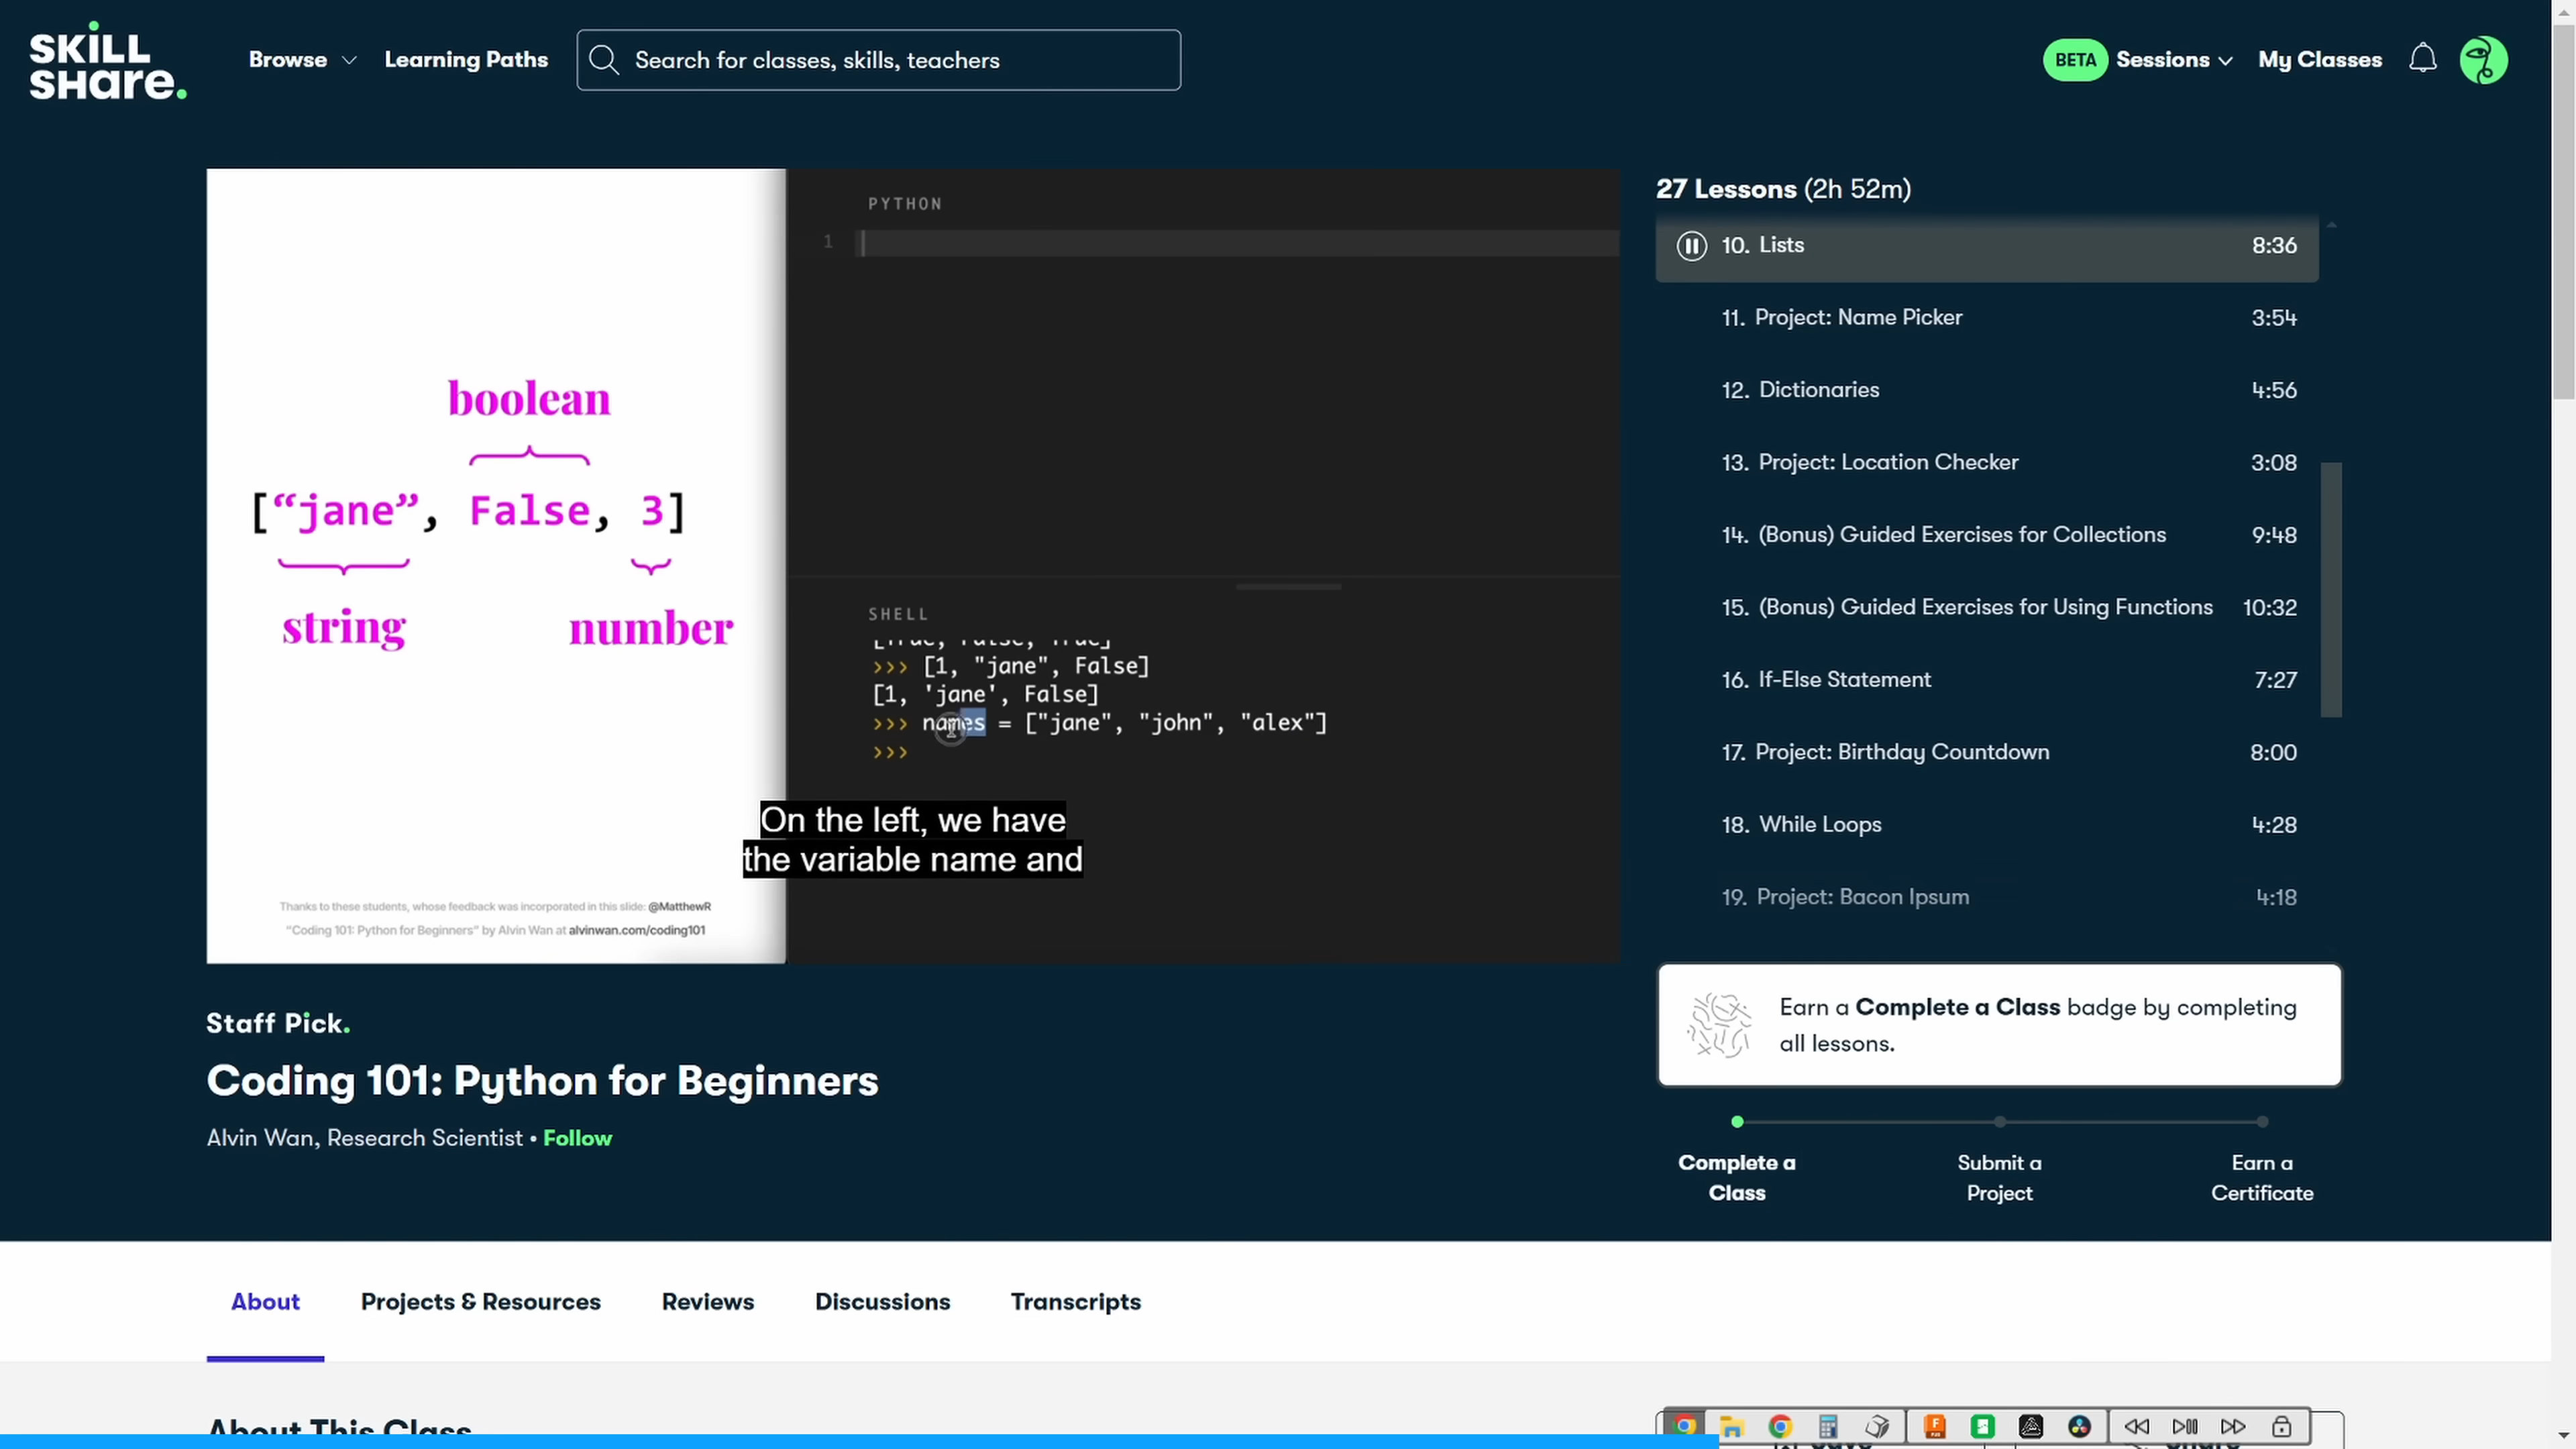 SKILL
SHARE.
Browse
Learning Paths
Search for classes, skills, teachers
BETA
Sessions
My Classes
boolean
["jane", False, 3]
string
number
Thanks to these students, whose feedback was incorporated in this slide: @MatthewR
"Coding 101: Python for Beginners" by Alvin Wan at alvinwan.com/coding101
PYTHON
1
SHELL
[True, False, True]
>>> [1, "jane", False]
[1, 'jane', False]
>>> names = ["jane", "john", "alex"]
>>>
On the left, we have
the variable name and
27 Lessons (2h 52m)
10. Lists 8:36
11. Project: Name Picker 3:54
12. Dictionaries 4:56
13. Project: Location Checker 3:08
14. (Bonus) Guided Exercises for Collections 9:48
15. (Bonus) Guided Exercises for Using Functions 10:32
16. If-Else Statement 7:27
17. Project: Birthday Countdown 8:00
18. While Loops 4:28
19. Project: Bacon Ipsum 4:18
Earn a Complete a Class badge by completing
all lessons.
Complete a
Class
Submit a
Project
Earn a
Certificate
Staff Pick.
Coding 101: Python for Beginners
Alvin Wan, Research Scientist • Follow
About
Projects & Resources
Reviews
Discussions
Transcripts
About This Class